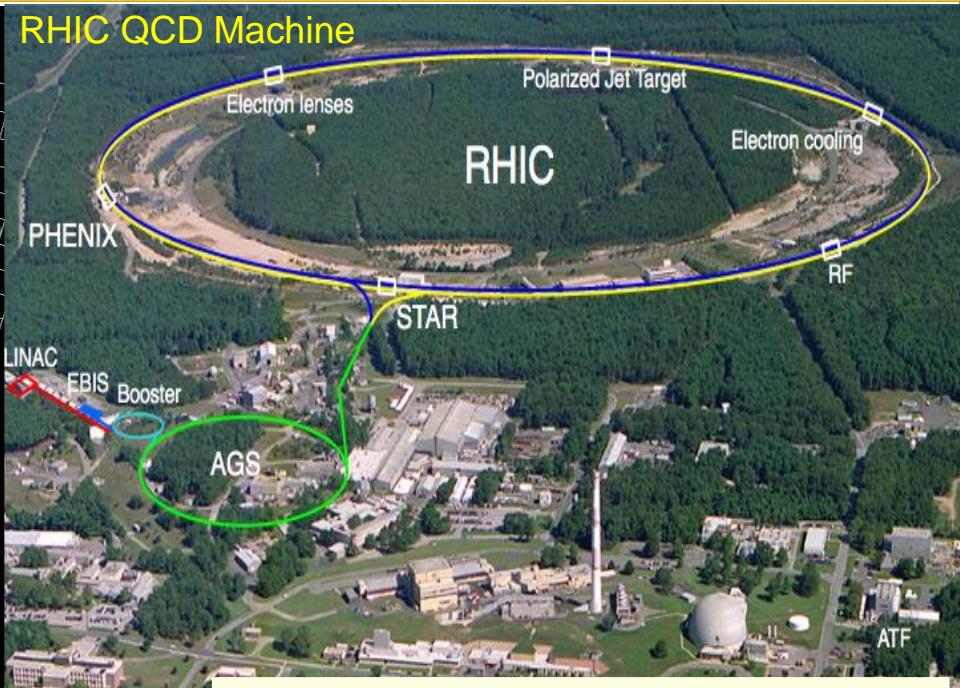 RHIC QCD Machine
Polarized Jet Target
Electron lenses
Electron cooling
RHIC
PHENIX
RF
STAR
LINAC
EBIS
Booster
AGS
ATF